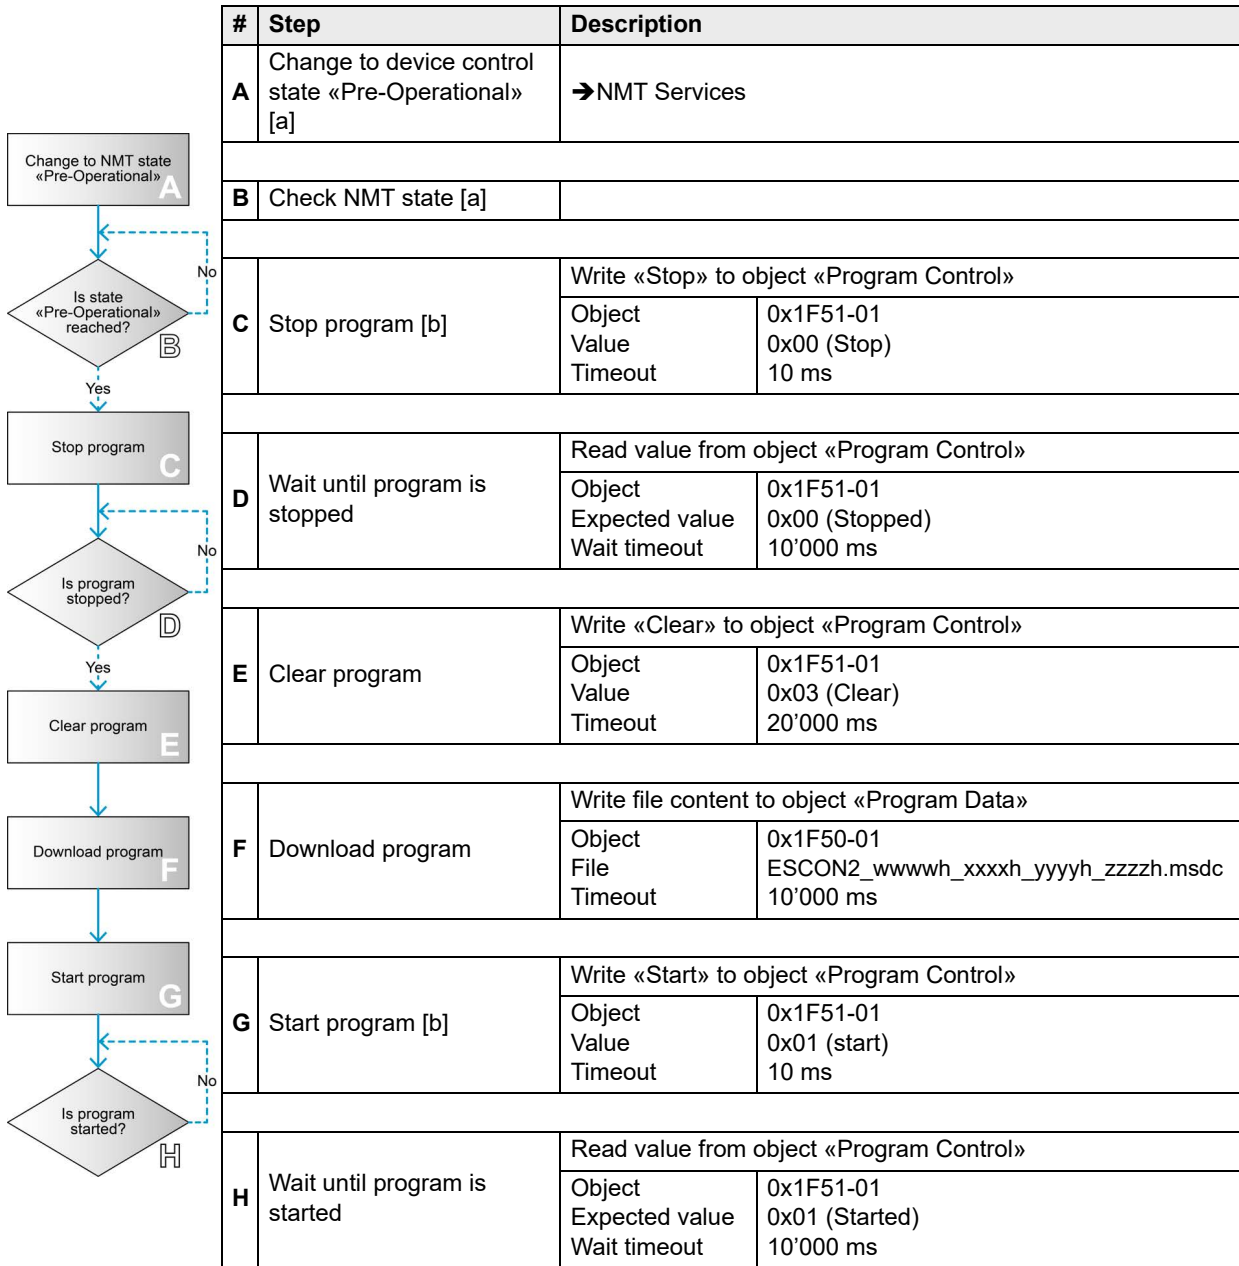 Change to NMT state
«Pre-Operational»
A
No
Is state
«Pre-Operational»
reached?
B
Yes
Stop program
C
No
Is program
stopped?
D
Yes
Clear program
E
Download program
F
Start program
G
No
Is program
started?
H
# Step Description
A Change to device control
state «Pre-Operational»
[a]
➔NMT Services
B Check NMT state [a]
C Stop program [b]
Write «Stop» to object «Program Control»
Object 0x1F51-01
Value 0x00 (Stop)
Timeout 10 ms
D Wait until program is
stopped
Read value from object «Program Control»
Object 0x1F51-01
Expected value 0x00 (Stopped)
Wait timeout 10’000 ms
E Clear program
Write «Clear» to object «Program Control»
Object 0x1F51-01
Value 0x03 (Clear)
Timeout 20’000 ms
F Download program
Write file content to object «Program Data»
Object 0x1F50-01
File ESCON2_wwwwh_xxxxh_yyyyh_zzzzh.msdc
Timeout 10’000 ms
G Start program [b]
Write «Start» to object «Program Control»
Object 0x1F51-01
Value 0x01 (start)
Timeout 10 ms
H Wait until program is
started
Read value from object «Program Control»
Object 0x1F51-01
Expected value 0x01 (Started)
Wait timeout 10’000 ms